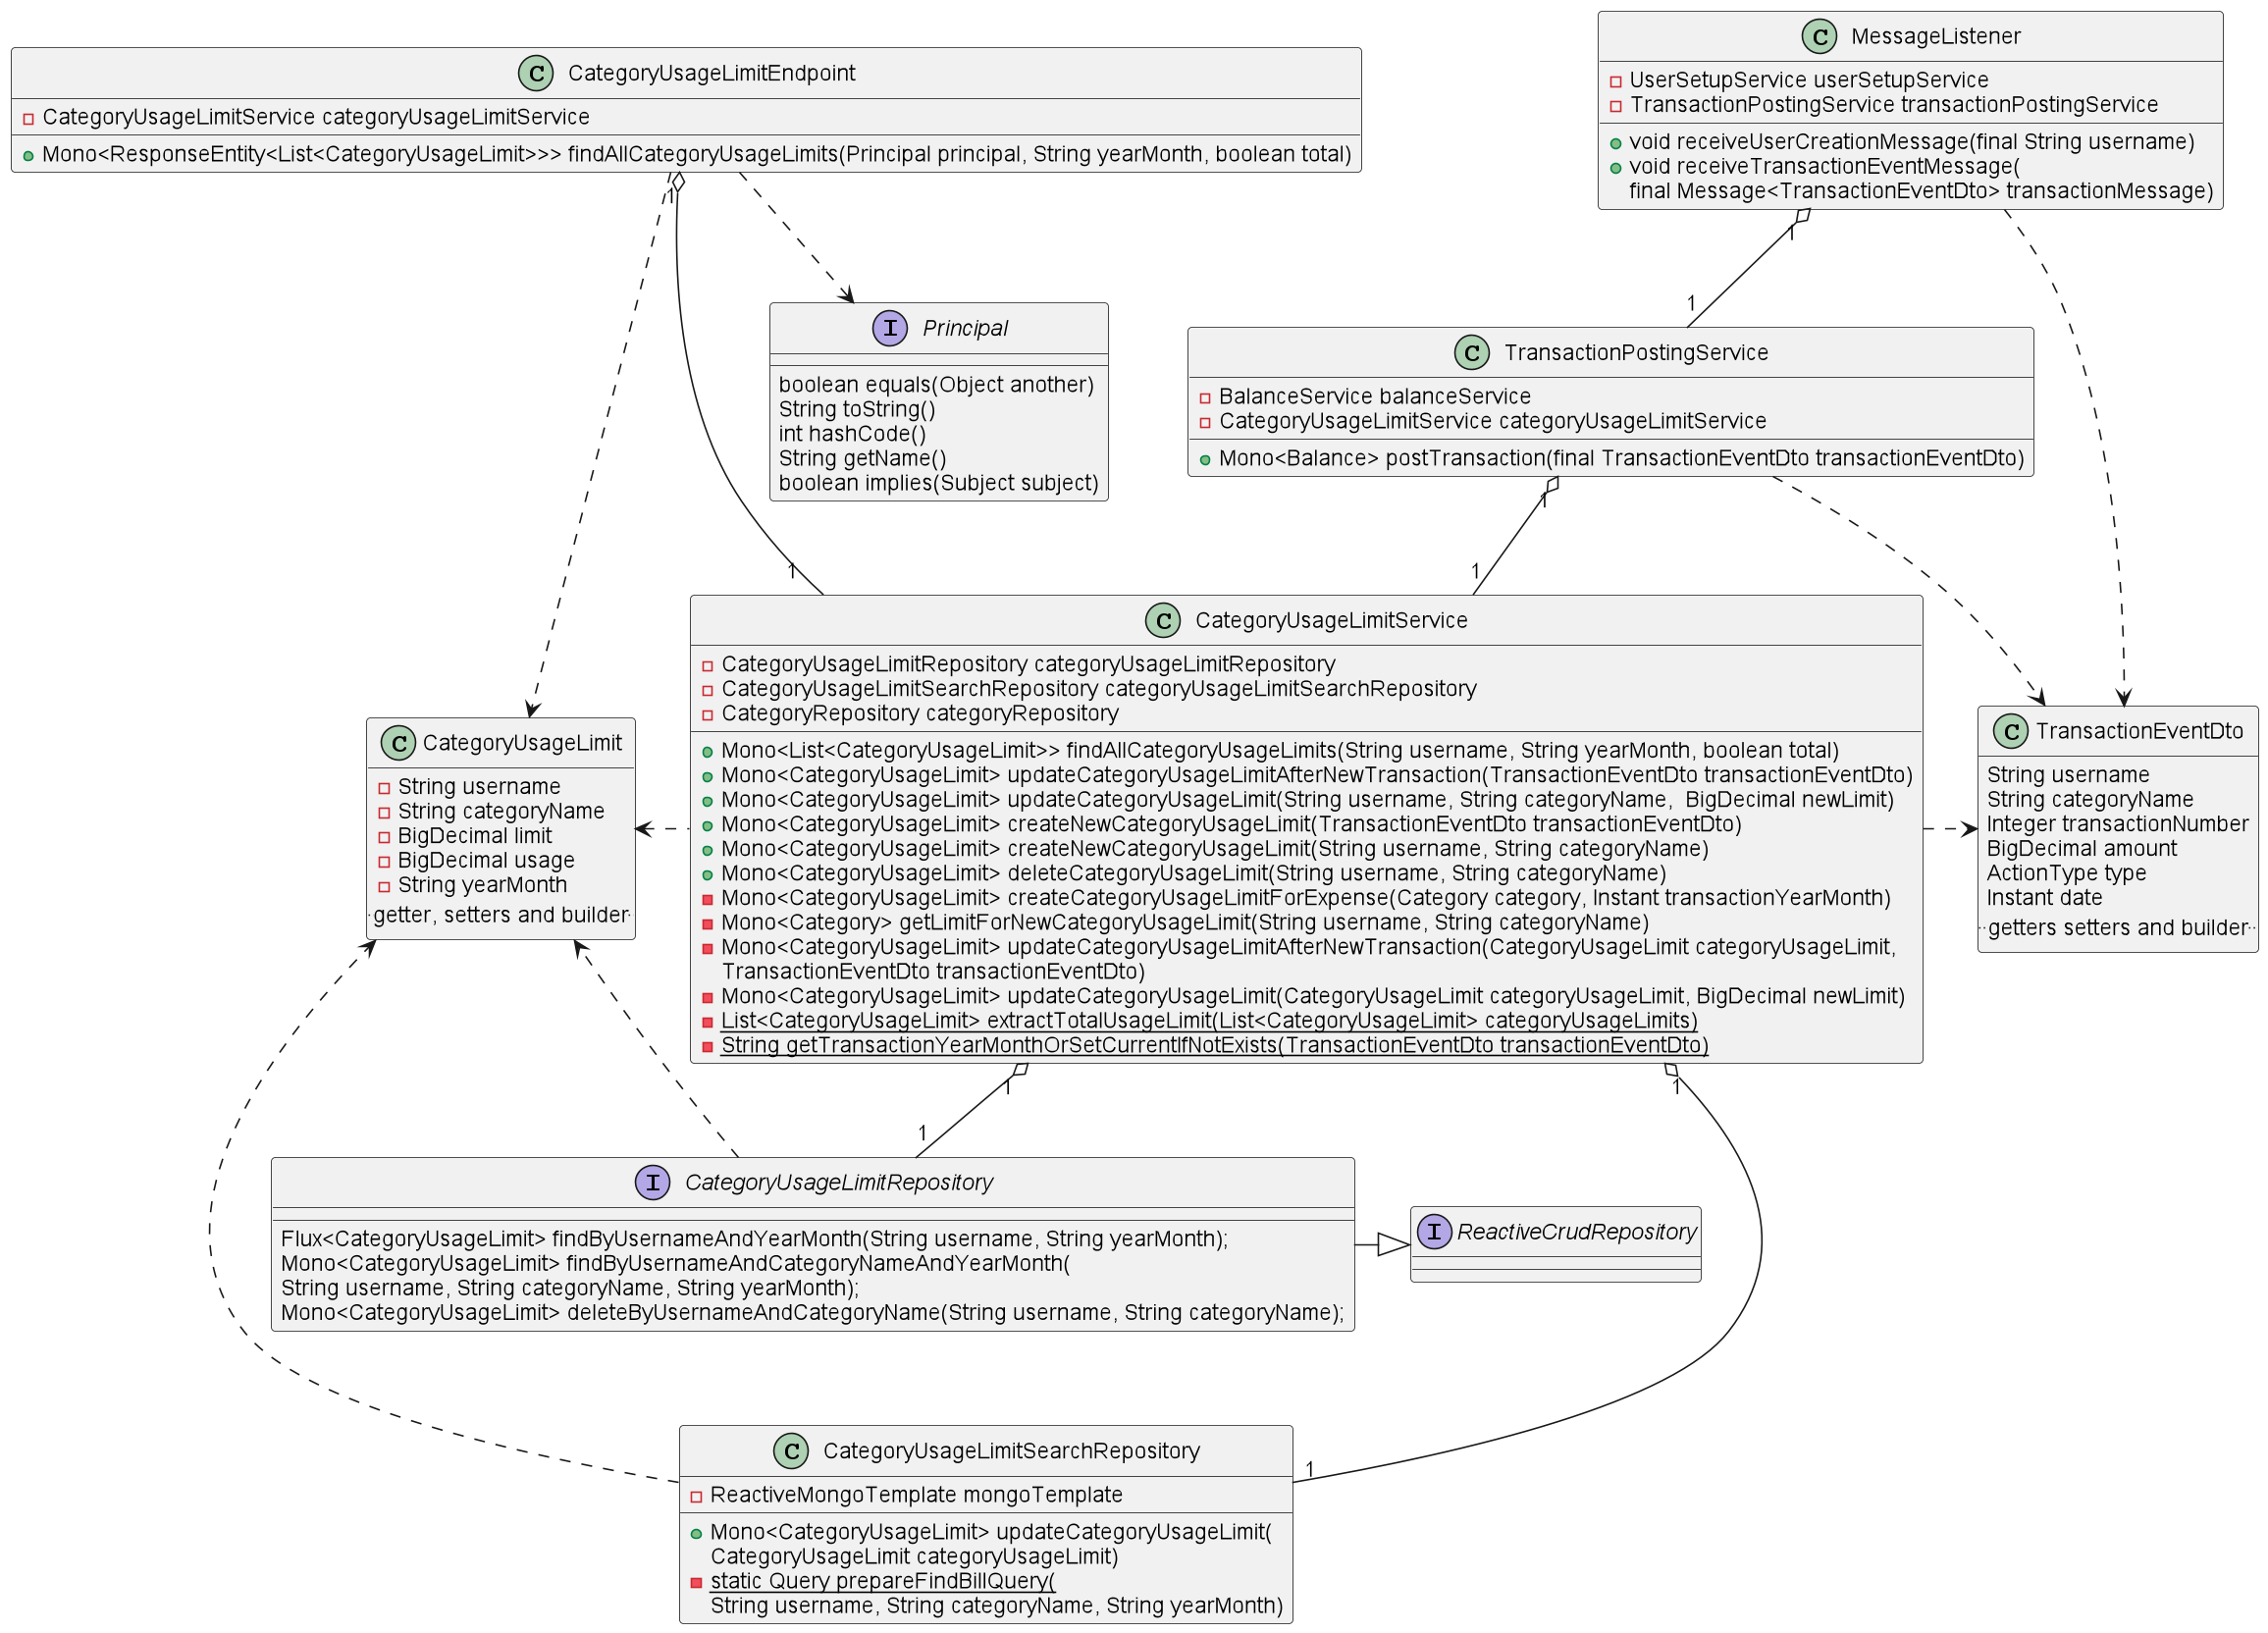 C CategoryUsageLimitEndpoint
CategoryUsageLimitService categoryUsageLimitService
Mono<ResponseEntity<List<CategoryUsageLimit>>> findAllCategoryUsageLimits(Principal principal, String yearMonth, boolean total)
C MessageListener
UserSetupService userSetupService
TransactionPostingService transactionPostingService
void receiveUserCreationMessage(final String username)
void receiveTransactionEventMessage(
final Message<TransactionEventDto> transactionMessage)
1
1
1
1
I Principal
boolean equals(Object another)
String toString()
int hashCode()
String getName()
boolean implies(Subject subject)
C TransactionPostingService
BalanceService balanceService
CategoryUsageLimitService categoryUsageLimitService
Mono<Balance> postTransaction(final TransactionEventDto transactionEventDto)
1
1
C CategoryUsageLimitService
CategoryUsageLimitRepository categoryUsageLimitRepository
CategoryUsageLimitSearchRepository categoryUsageLimitSearchRepository
CategoryRepository categoryRepository
Mono<List<CategoryUsageLimit>> findAllCategoryUsageLimits(String username, String yearMonth, boolean total)
Mono<CategoryUsageLimit> updateCategoryUsageLimitAfterNewTransaction(TransactionEventDto transactionEventDto)
Mono<CategoryUsageLimit> updateCategoryUsageLimit(String username, String categoryName,  BigDecimal newLimit)
Mono<CategoryUsageLimit> createNewCategoryUsageLimit(TransactionEventDto transactionEventDto)
Mono<CategoryUsageLimit> createNewCategoryUsageLimit(String username, String categoryName)
Mono<CategoryUsageLimit> deleteCategoryUsageLimit(String username, String categoryName)
Mono<CategoryUsageLimit> createCategoryUsageLimitForExpense(Category category, Instant transactionYearMonth)
Mono<Category> getLimitForNewCategoryUsageLimit(String username, String categoryName)
Mono<CategoryUsageLimit> updateCategoryUsageLimitAfterNewTransaction(CategoryUsageLimit categoryUsageLimit,
TransactionEventDto transactionEventDto)
Mono<CategoryUsageLimit> updateCategoryUsageLimit(CategoryUsageLimit categoryUsageLimit, BigDecimal newLimit)
List<CategoryUsageLimit> extractTotalUsageLimit(List<CategoryUsageLimit> categoryUsageLimits)
String getTransactionYearMonthOrSetCurrentIfNotExists(TransactionEventDto transactionEventDto)
C CategoryUsageLimit
String username
String categoryName
BigDecimal limit
BigDecimal usage
String yearMonth
getter, setters and builder
C TransactionEventDto
String username
String categoryName
Integer transactionNumber
BigDecimal amount
ActionType type
Instant date
getters setters and builder
1
1
1
1
I CategoryUsageLimitRepository
Flux<CategoryUsageLimit> findByUsernameAndYearMonth(String username, String yearMonth);
Mono<CategoryUsageLimit> findByUsernameAndCategoryNameAndYearMonth(
String username, String categoryName, String yearMonth);
Mono<CategoryUsageLimit> deleteByUsernameAndCategoryName(String username, String categoryName);
I ReactiveCrudRepository
C CategoryUsageLimitSearchRepository
ReactiveMongoTemplate mongoTemplate
Mono<CategoryUsageLimit> updateCategoryUsageLimit(
CategoryUsageLimit categoryUsageLimit)
static Query prepareFindBillQuery(
String username, String categoryName, String yearMonth)